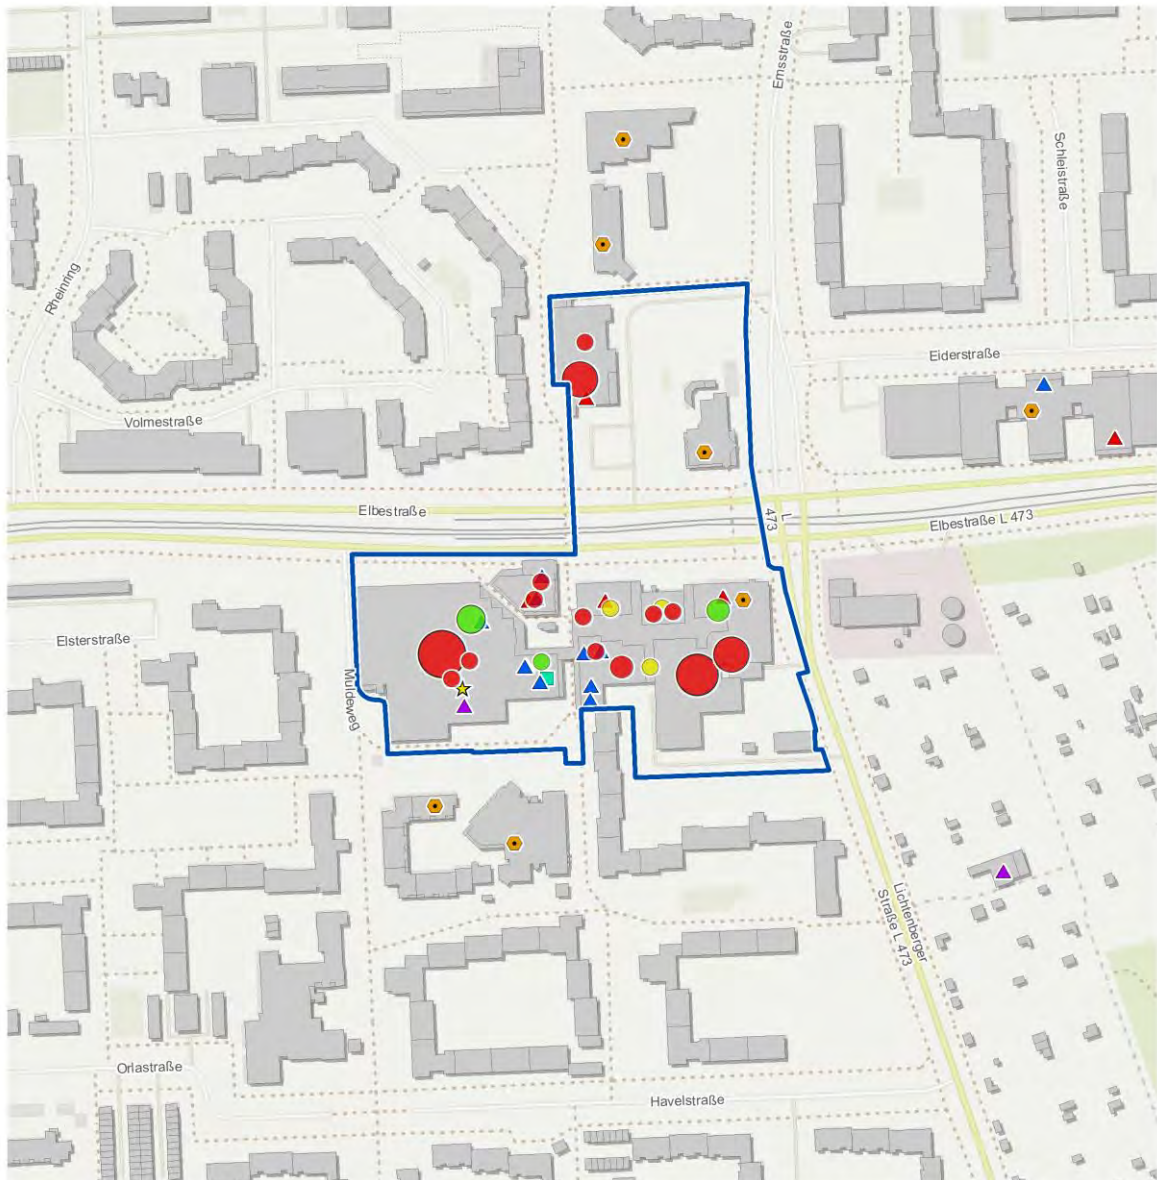 Emsstraße
Schleistraße
Rheinring
Eiderstraße
Volmestraße
Elbestraße
L
473
Elbestraße L 473
Elsterstraße
Muldeweg
Lichtenberger
Straße L 473
Orlastraße
Havelstraße